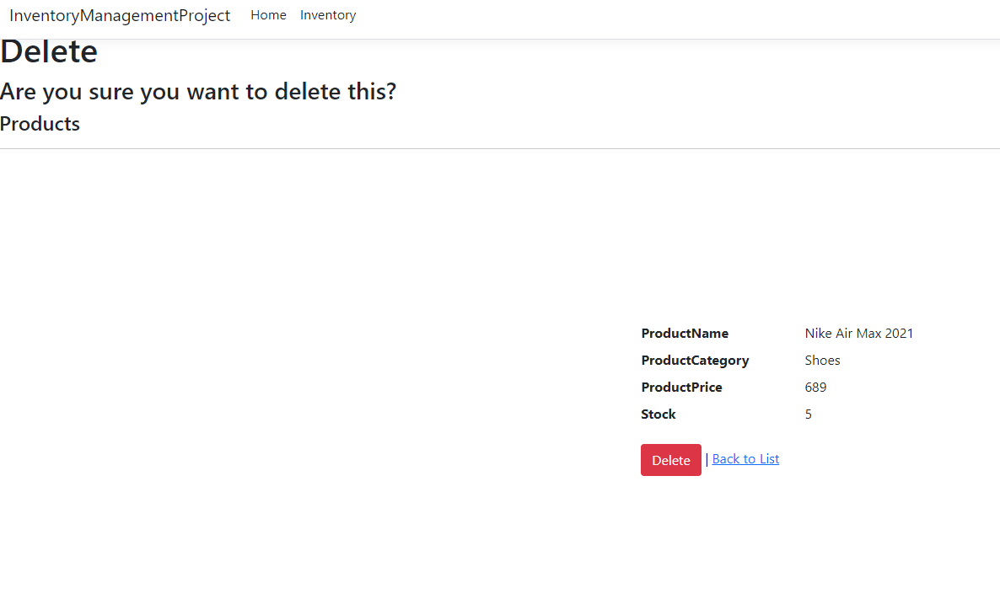 InventoryManagementProject Home Inventory
Delete
Are you sure you want to delete this?
Products
ProductName Nike Air Max 2021
ProductCategory Shoes
ProductPrice 689
Stock 5
Delete | Back to List